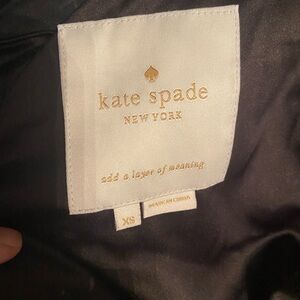 kate spade
NEW YORK
add a layer of meaning
XS
MADE IN CHINA